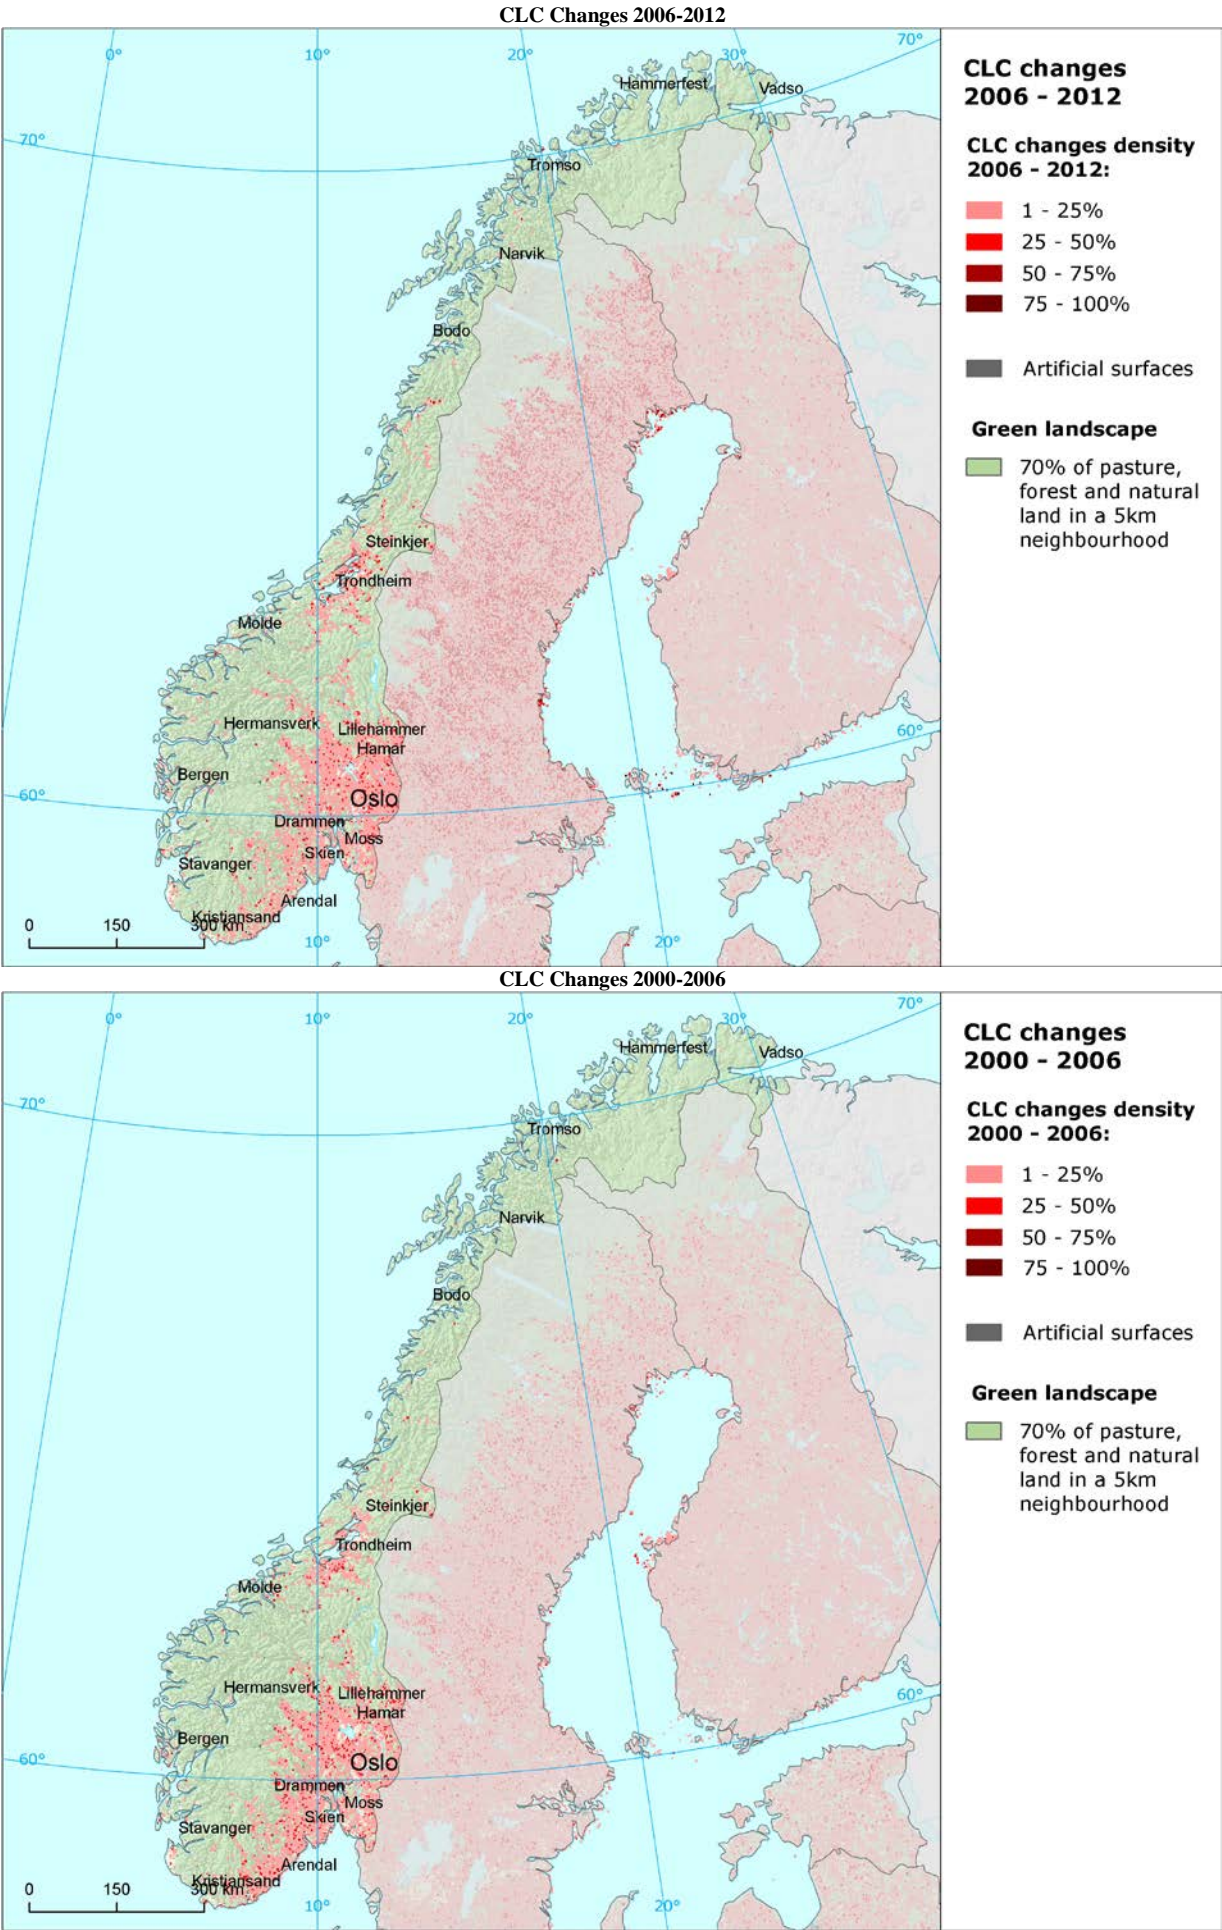 CLC Changes 2006-2012
0°
10°
20°
30°
70°
Hammerfest
Vadso
70°
Tromso
Narvik
Bodo
Steinkjer
Trondheim
Molde
Hermansverk
Lillehammer
Hamar
60°
Bergen
Oslo
60°
Drammen
Moss
Skien
Stavanger
Arendal
Kristiansand
0
150
300 km
10°
20°
CLC changes
2006 - 2012
CLC changes density
2006 - 2012:
1 - 25%
25 - 50%
50 - 75%
75 - 100%
Artificial surfaces
Green landscape
70% of pasture,
forest and natural
land in a 5km
neighbourhood
CLC Changes 2000-2006
0°
10°
20°
30°
70°
Hammerfest
Vadso
70°
Tromso
Narvik
Bodo
Steinkjer
Trondheim
Molde
Hermansverk
Lillehammer
Hamar
60°
Bergen
Oslo
60°
Drammen
Moss
Skien
Stavanger
Arendal
Kristiansand
0
150
300 km
10°
20°
CLC changes
2000 - 2006
CLC changes density
2000 - 2006:
1 - 25%
25 - 50%
50 - 75%
75 - 100%
Artificial surfaces
Green landscape
70% of pasture,
forest and natural
land in a 5km
neighbourhood